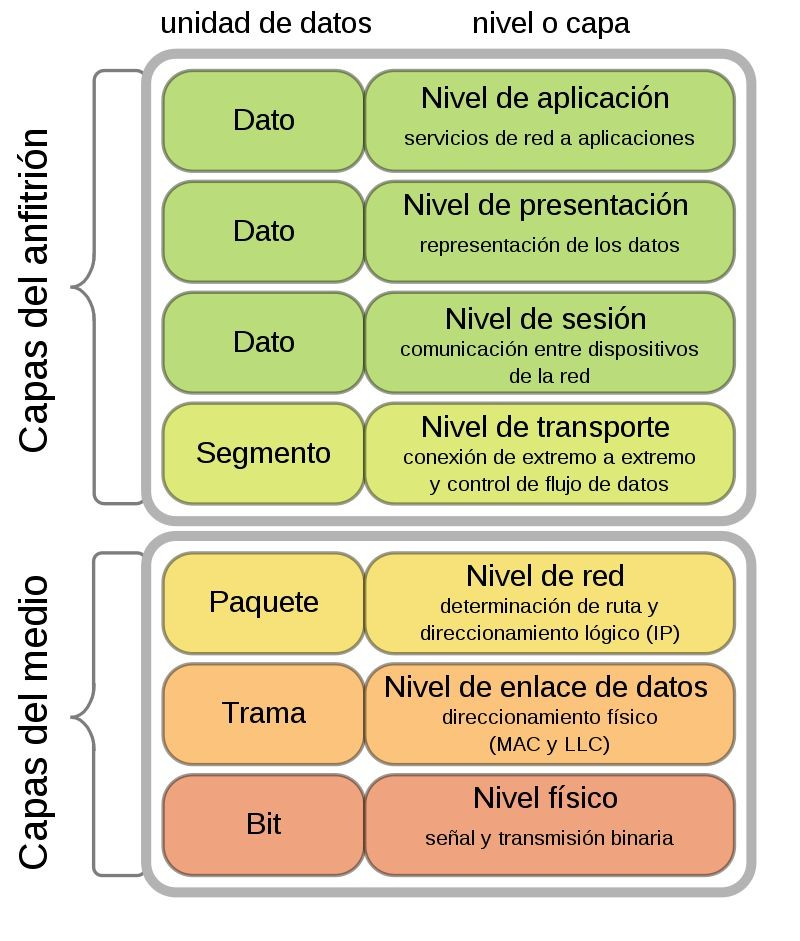 unidad de datos
nivel o capa
Capas del anfitrión
Dato
Nivel de aplicación
servicios de red a aplicaciones
Dato
Nivel de presentación
representación de los datos
Dato
Nivel de sesión
comunicación entre dispositivos
de la red
Segmento
Nivel de transporte
conexión de extremo a extremo
y control de flujo de datos
Capas del medio
Paquete
Nivel de red
determinación de ruta y
direccionamiento lógico (IP)
Trama
Nivel de enlace de datos
direccionamiento físico
(MAC y LLC)
Bit
Nivel físico
señal y transmisión binaria